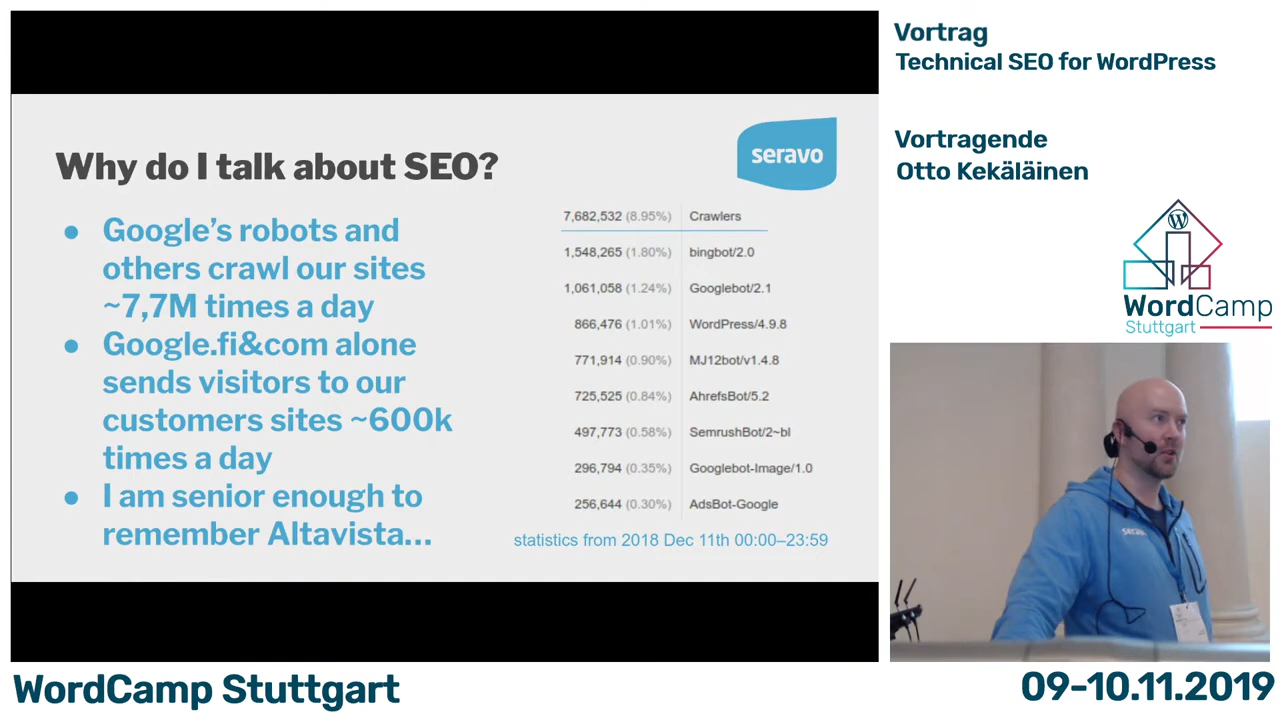 Vortrag
Technical SEO for WordPress
Vortragende
Otto Kekäläinen
WordCamp
Stuttgart
Why do I talk about SEO?
seravo
● Google’s robots and
others crawl our sites
~7,7M times a day
● Google.fi&com alone
sends visitors to our
customers sites ~600k
times a day
● I am senior enough to
remember Altavista...
7,682,532 (8.95%) Crawlers
1,548,265 (1.80%) bingbot/2.0
1,061,058 (1.24%) Googlebot/2.1
866,476 (1.01%) WordPress/4.9.8
771,914 (0.90%) MJ12bot/v1.4.8
725,525 (0.84%) AhrefsBot/5.2
497,773 (0.58%) SemrushBot/2~bl
296,794 (0.35%) Googlebot-Image/1.0
256,644 (0.30%) AdsBot-Google
statistics from 2018 Dec 11th 00:00–23:59
seravo
WordCamp Stuttgart
09-10.11.2019